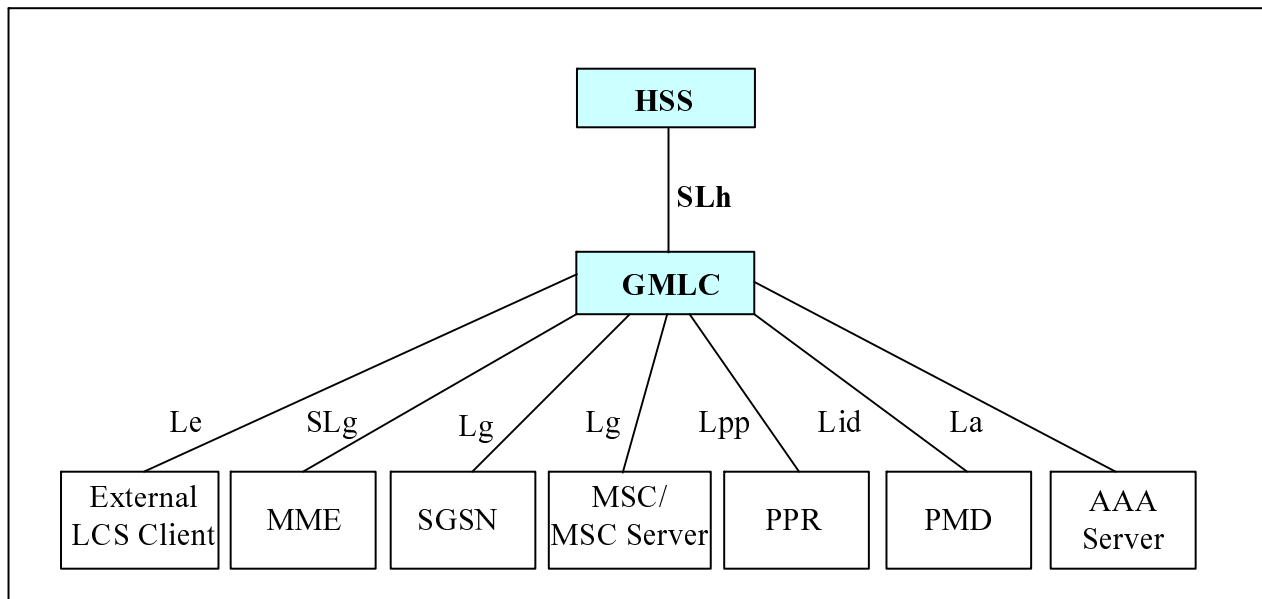 HSS
SLh
GMLC
Le
SLg
Lg
Lg
Lpp
Lid
La
External
LCS Client
MME
SGSN
MSC/
MSC Server
PPR
PMD
AAA
Server